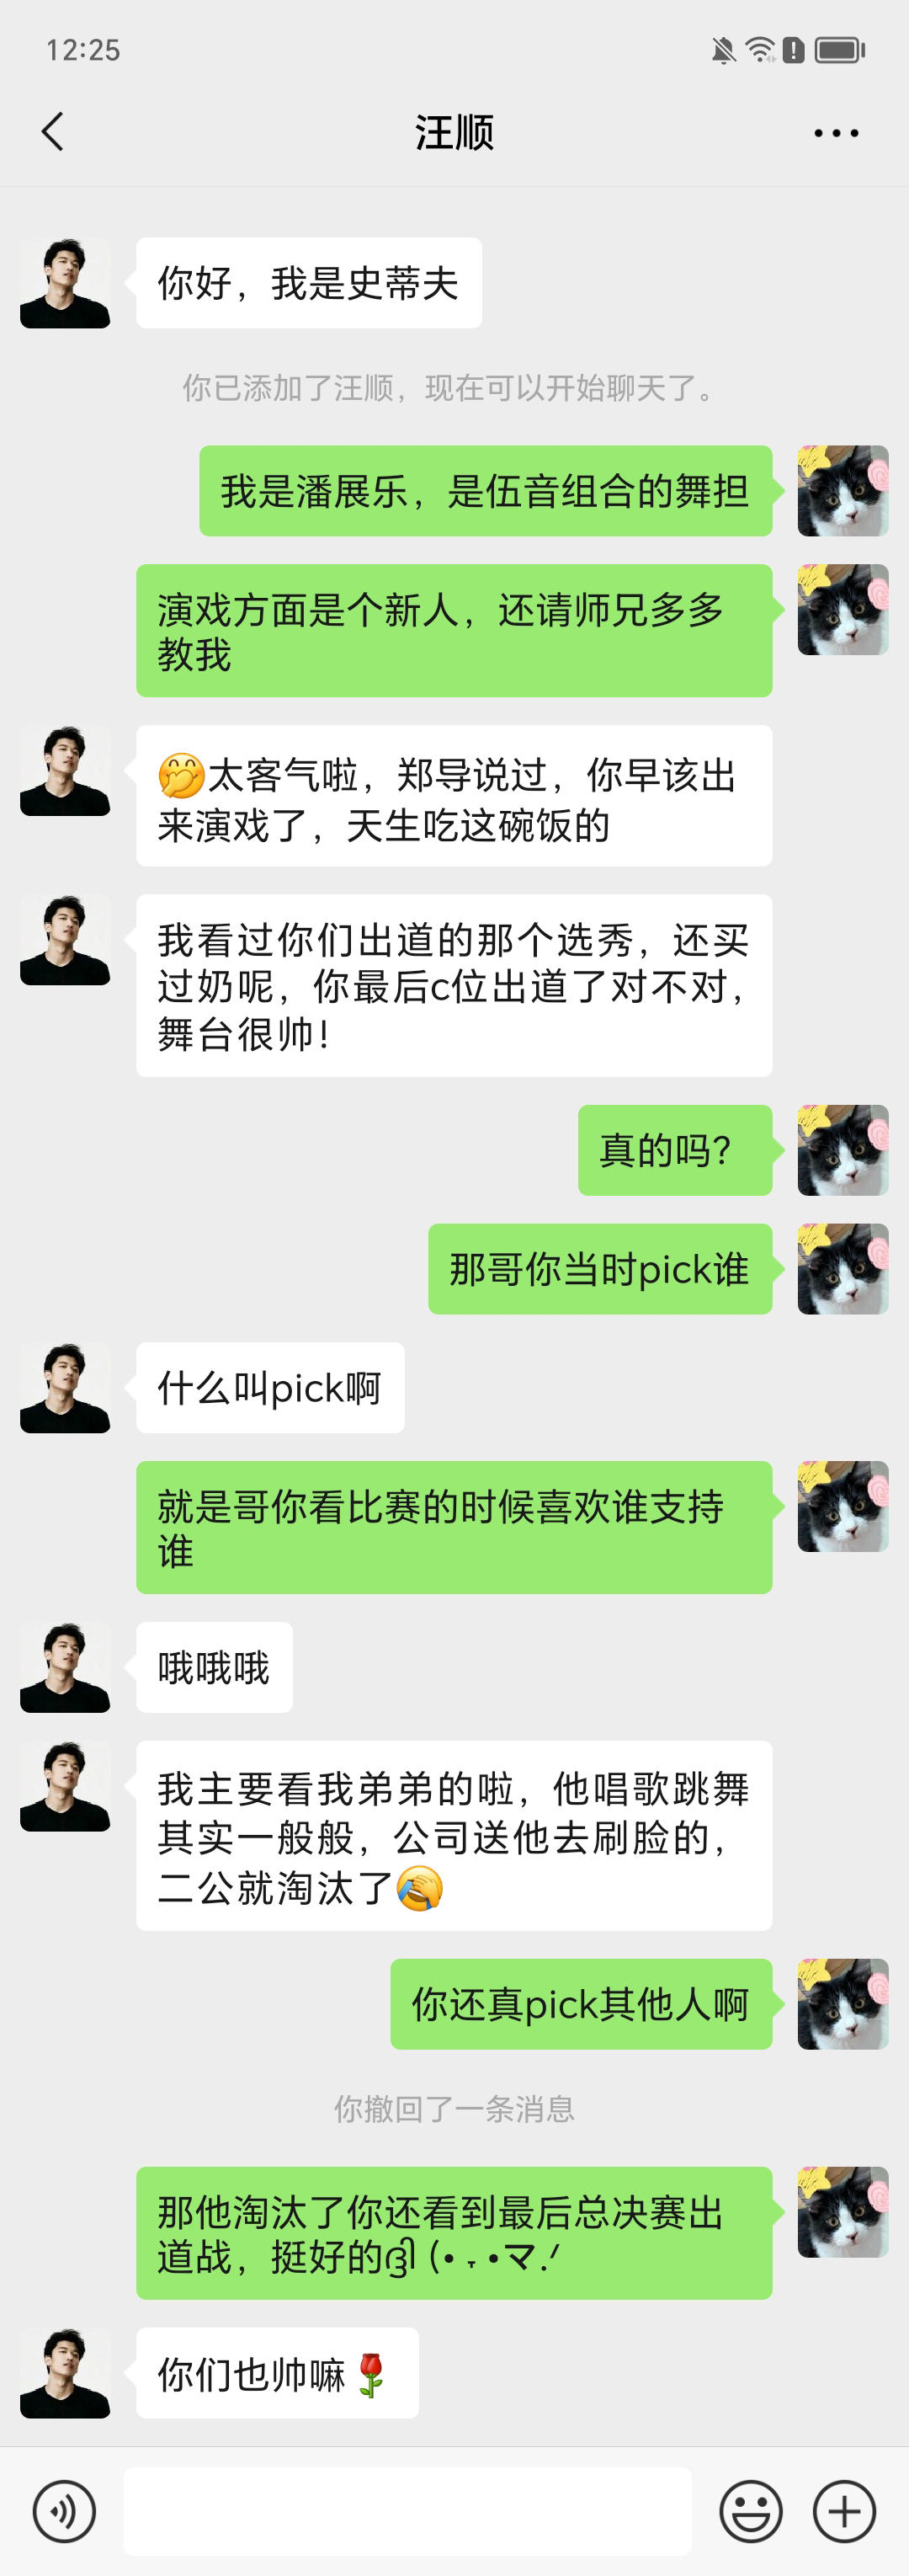 12:25
汪顺
你好，我是史蒂夫
你已添加了汪顺，现在可以开始聊天了。
我是潘展乐，是伍音组合的舞担
演戏方面是个新人，还请师兄多多
教我
🤭太客气啦，郑导说过，你早该出
来演戏了，天生吃这碗饭的
我看过你们出道的那个选秀，还买
过奶呢，你最后c位出道了对不对，
舞台很帅!
真的吗?
那哥你当时pick谁
什么叫pick啊
就是哥你看比赛的时候喜欢谁支持
谁
哦哦哦
我主要看我弟弟的啦，他唱歌跳舞
其实一般般，公司送他去刷脸的，
二公就淘汰了🤣
你还真pick其他人啊
你撤回了一条消息
那他淘汰了你还看到最后总决赛出
道战，挺好的დ (• ˕ •マ.ᐟ
你们也帅嘛🌹